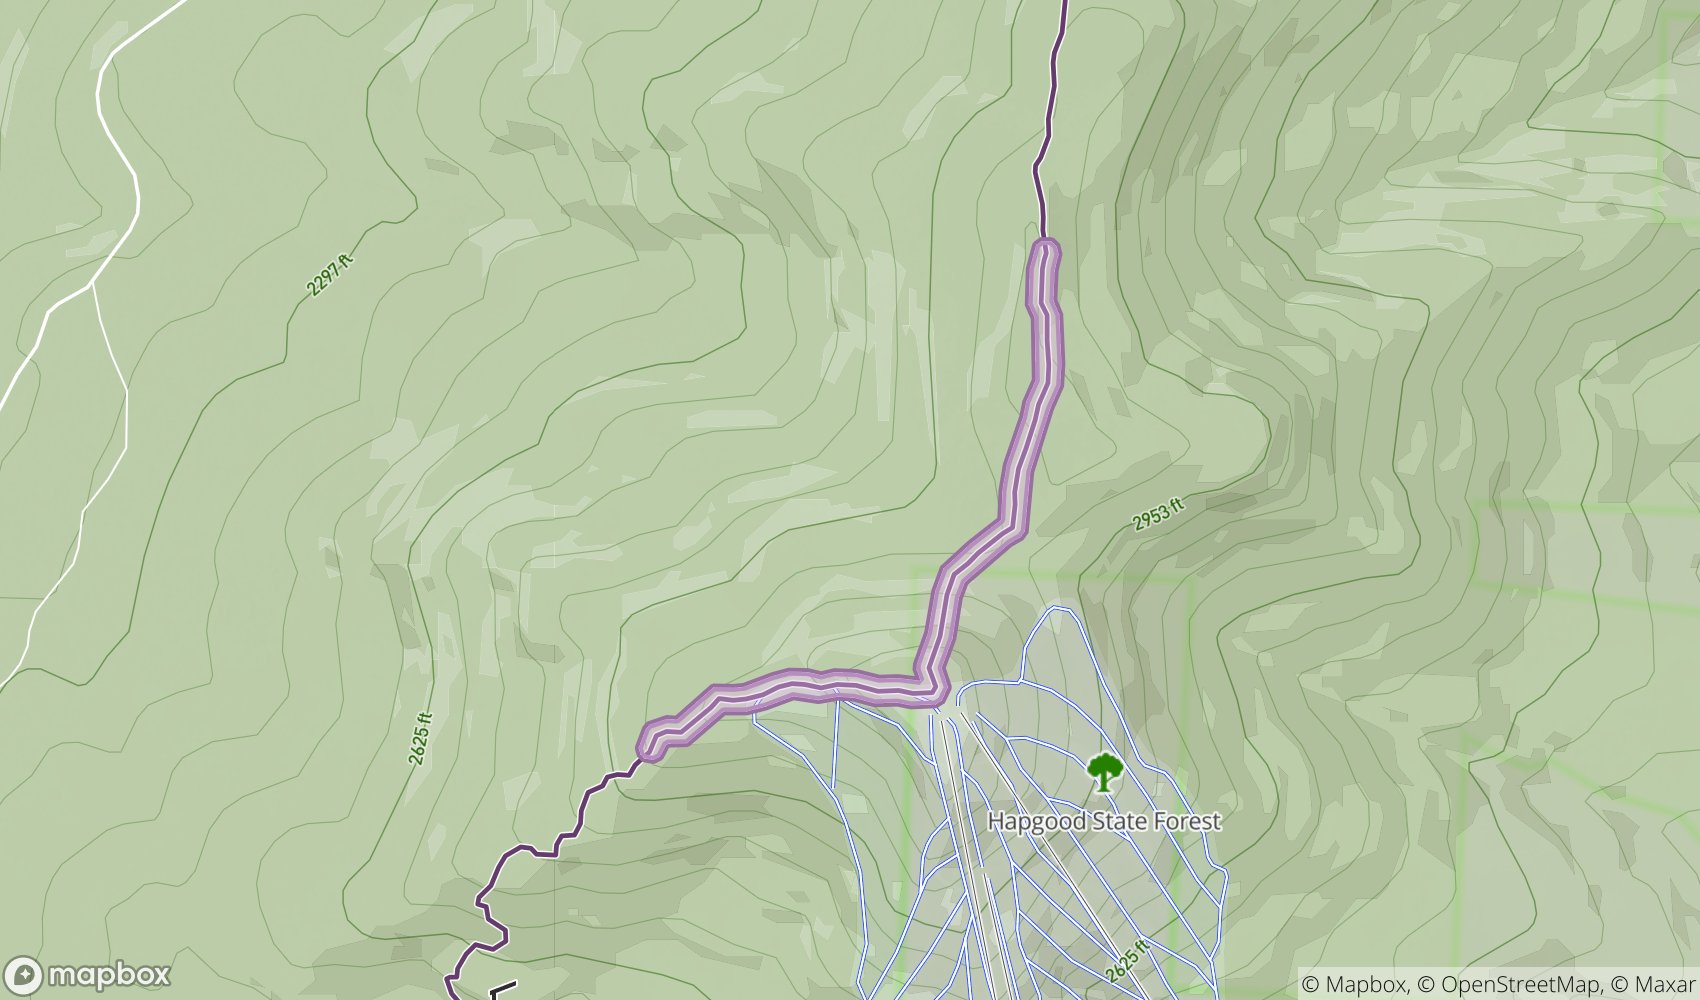 2297 ft
2953 ft
2625 ft
Hapgood State Forest
2625 ft
mapbox
© Mapbox, © OpenStreetMap, © Maxar